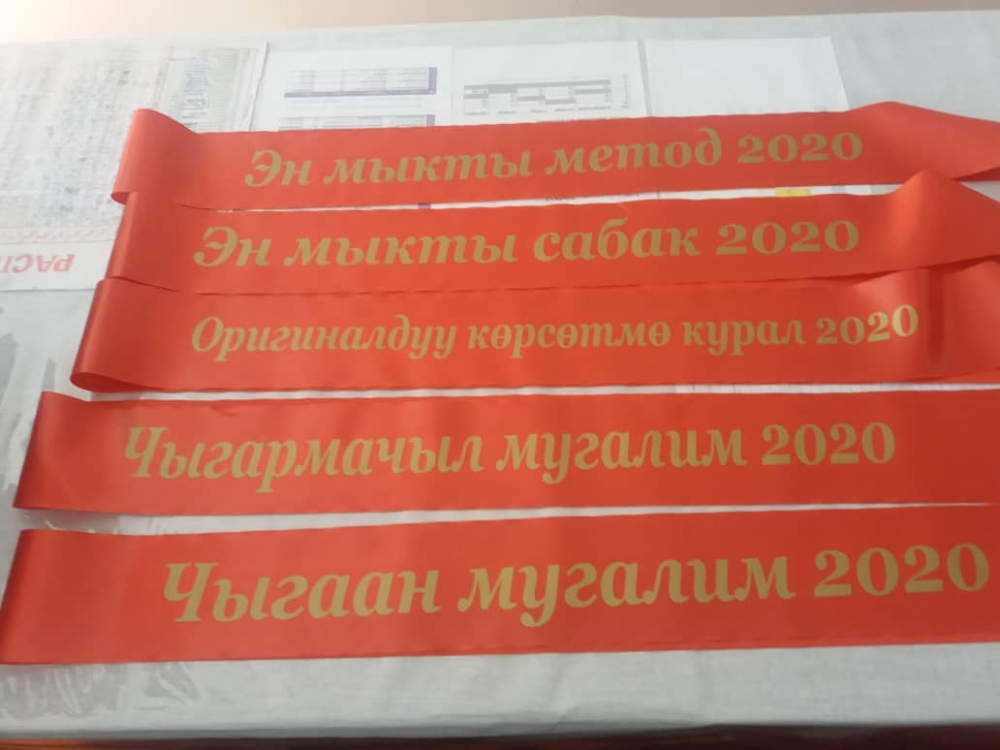 Эн мыкты метод 2020
Эн мыкты сабак 2020
Оригиналдуу көрсөтмө курал 2020
Чыгармачыл мугалим 2020
Чыгаан мугалим 2020